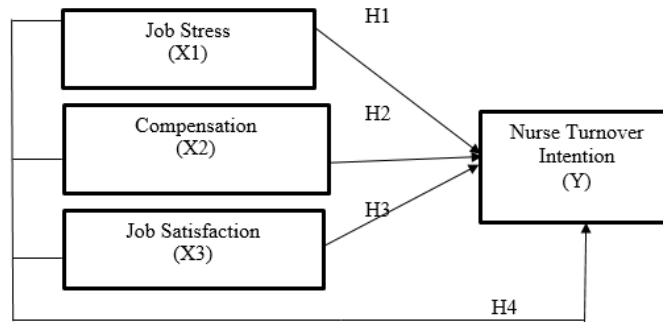 Job Stress
(X1)
H1
Compensation
(X2)
H2
Job Satisfaction
(X3)
H3
Nurse Turnover
Intention
(Y)
H4